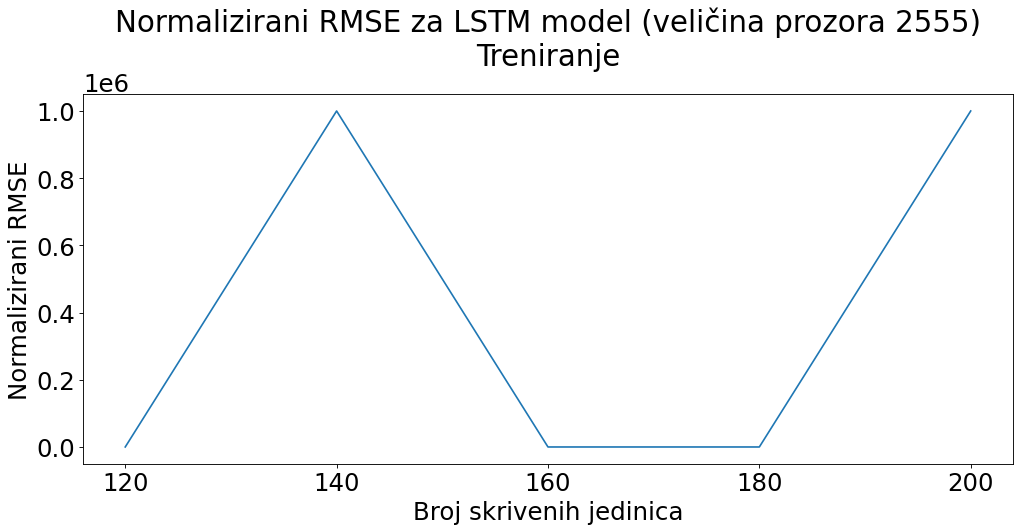 Normalizirani RMSE za LSTM model (veličina prozora 2555)
Treniranje
1e6
1.0
0.8
0.6
0.4
0.2
0.0
Normalizirani RMSE
120 140 160 180 200
Broj skrivenih jedinica